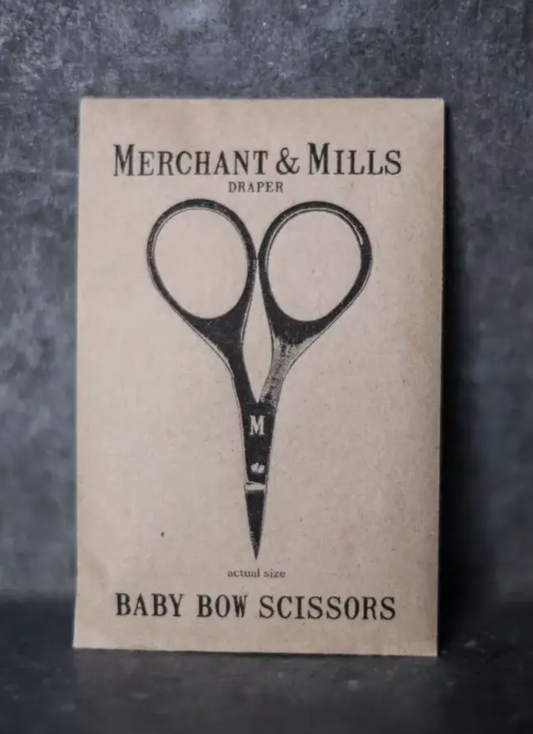 MERCHANT & MILLS
DRAPER
M
actual size
BABY BOW SCISSORS